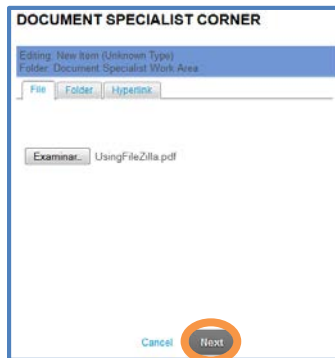 DOCUMENT SPECIALIST CORNER
Editing: New Item (Unknown Type)
Folder: Document Specialist Work Area
File Folder Hyperlink
Examinar... UsingFileZilla.pdf
Cancel Next